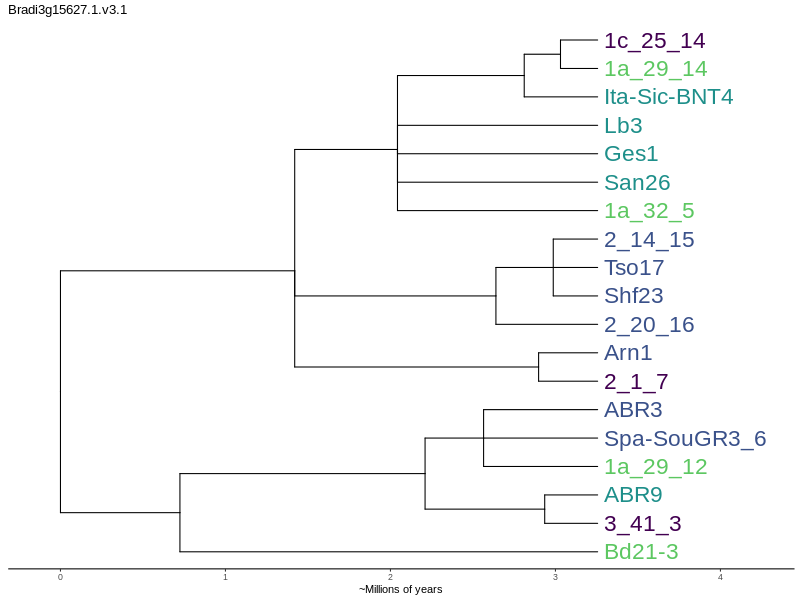 Bradi3g15627.1.v3.1
1c_25_14
1a_29_14
Ita-Sic-BNT4
Lb3
Ges1
San26
1a_32_5
2_14_15
Tso17
Shf23
2_20_16
Arn1
2_1_7
ABR3
Spa-SouGR3_6
1a_29_12
ABR9
3_41_3
Bd21-3
0 1 2 3 4
~Millions of years